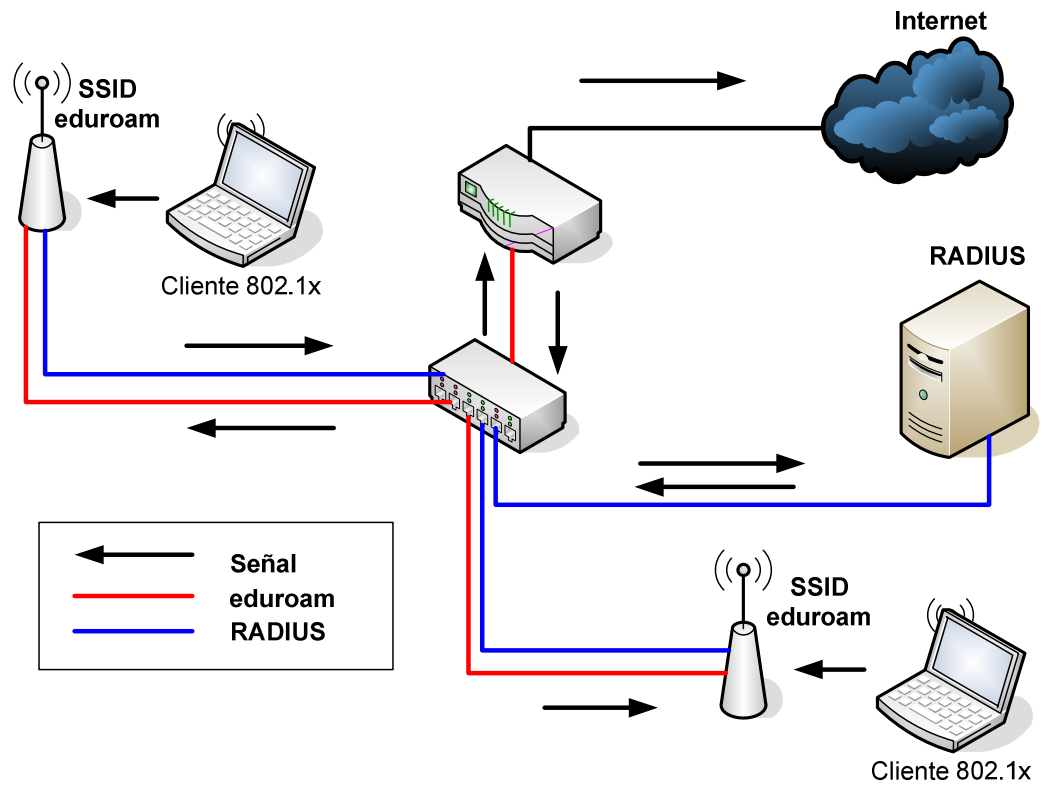 Internet
SSID
eduroam
Cliente 802.1x
RADIUS
Señal
eduroam
RADIUS
SSID
eduroam
Cliente 802.1x